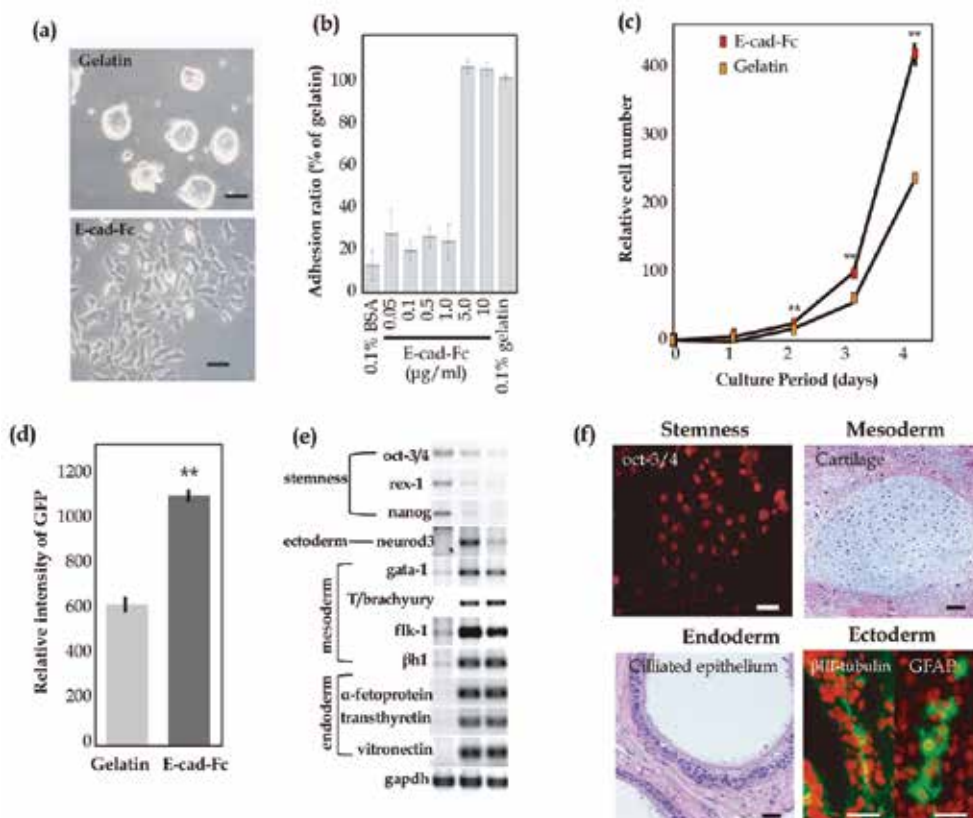 (a)
Gelatin
E-cad-Fc
(b)
Adhesion ratio (% of gelatin)
100
80
60
40
20
0
0.1% BSA
0.05
0.1
0.5
1.0
5.0
10
0.1% gelatin
E-cad-Fc
(µg/ml)
(c)
E-cad-Fc
Gelatin
Relative cell number
400
300
200
100
0
**
**
**
0 1 2 3 4
Culture Period (days)
(d)
Relative intensity of GFP
1200
1000
800
600
400
200
0
**
Gelatin E-cad-Fc
(e)
stemness
oct-3/4
rex-1
nanog
ectoderm neurod3
mesoderm
gata-1
T/brachyury
flk-1
βh1
endoderm
α-fetoprotein
transthyretin
vitronectin
gapdh
(f)
Stemness Mesoderm
oct-3/4 Cartilage
Endoderm Ectoderm
Cilliated epithelium βIII-tubulin GFAP